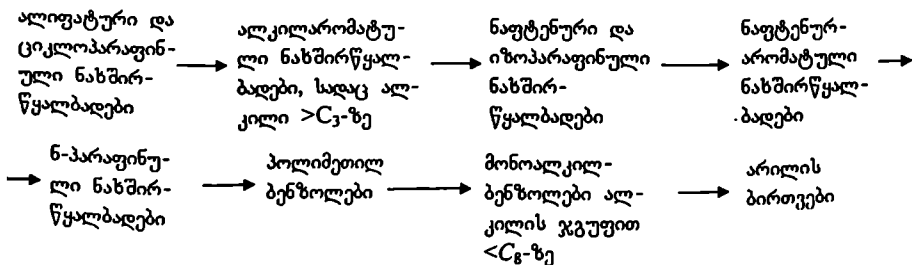 ალიფატური და
ციკლოპარაფინ-
ული ნახშირ-
წყალბადები
ალკილარომატუ-
ლი ნახშირწყალ-
ბადები, სადაც ალ-
კილი >C₃-ზე
ნაფტენური და
იზოპარაფინული
ნახშირ-
წყალბადები
ნაფტენურ-
არომატული
ნახშირწყალ-
ბადები
ნ-პარაფინუ-
ლი ნახშირ-
წყალბადები
პოლიმეთილ
ბენზოლები
მონოალკილ-
ბენზოლები ალ-
კილის ჯგუფით
<C₈-ზე
არილის
ბირთვები